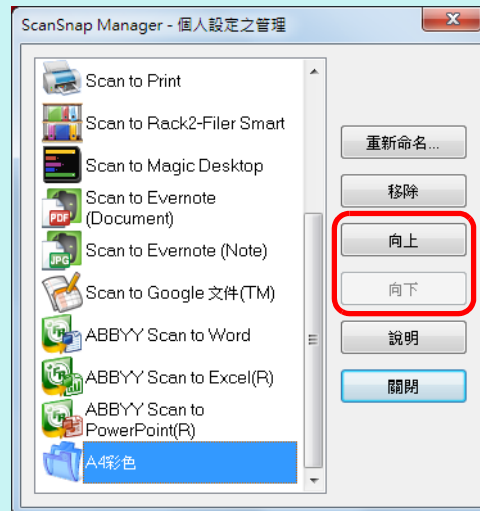 ScanSnap Manager - 個人設定之管理
Scan to Print
Scan to Rack2-Filer Smart
Scan to Magic Desktop
Scan to Evernote
(Document)
PDF
Scan to Evernote (Note)
JPG
Scan to Google 文件(TM)
ABBYY Scan to Word
ABBYY Scan to Excel(R)
ABBYY Scan to
PowerPoint(R)
A4彩色
重新命名...
移除
向上
向下
說明
關閉